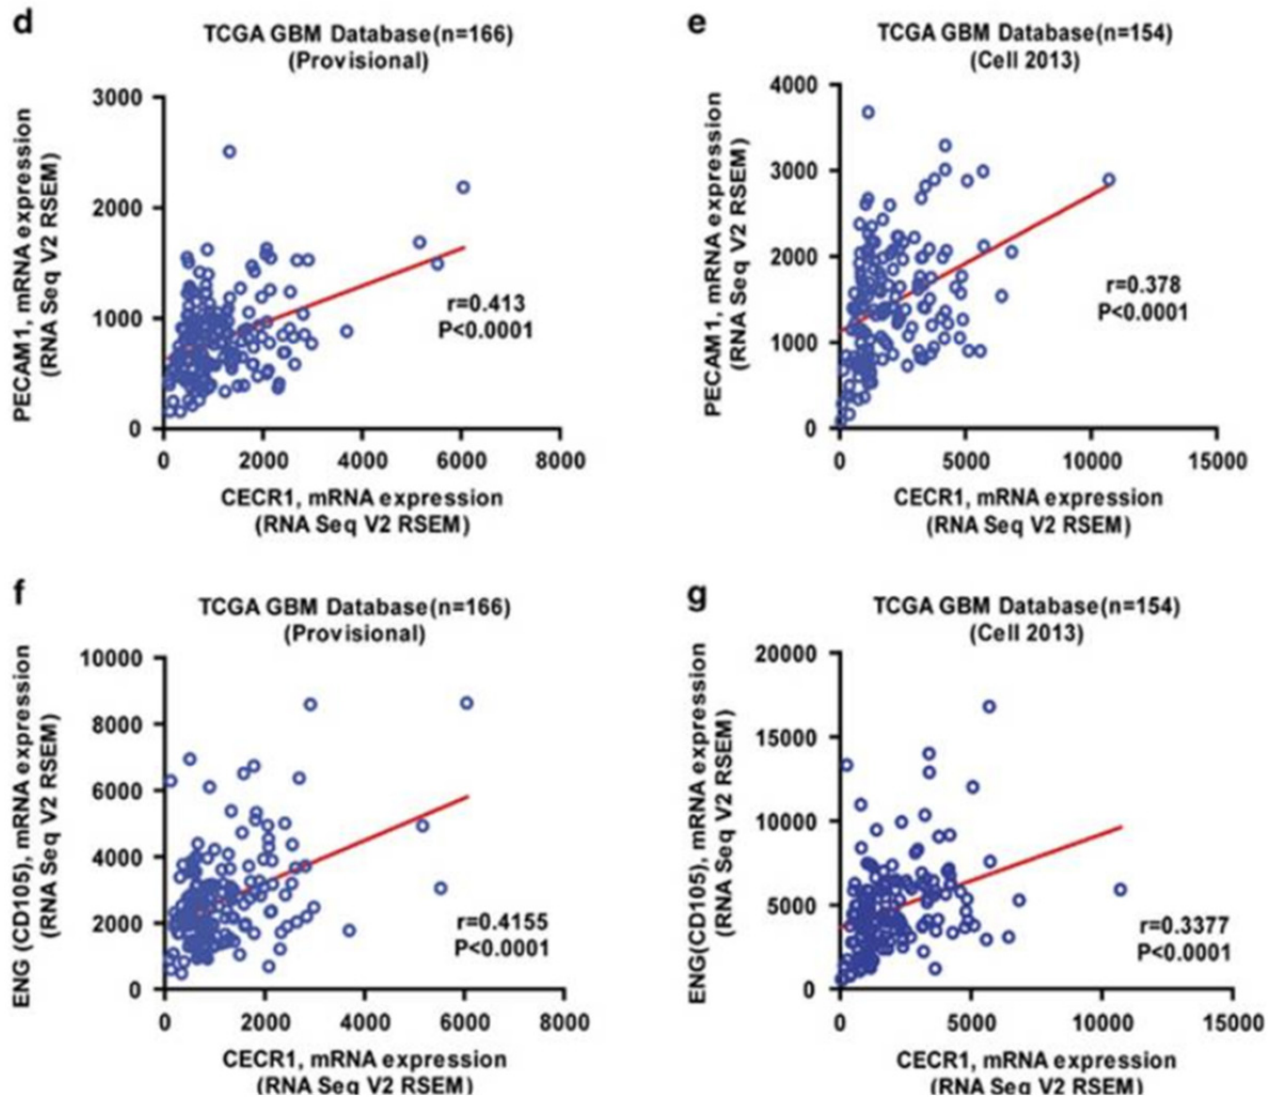 d
TCGA GBM Database(n=166)
(Provisional)
PECAM1, mRNA expression
(RNA Seq V2 RSEM)
3000
2000
1000
0
r=0.413
P<0.0001
0 2000 4000 6000 8000
CECR1, mRNA expression
(RNA Seq V2 RSEM)
e
TCGA GBM Database(n=154)
(Cell 2013)
PECAM1, mRNA expression
(RNA Seq V2 RSEM)
4000
3000
2000
1000
0
r=0.378
P<0.0001
0 5000 10000 15000
CECR1, mRNA expression
(RNA Seq V2 RSEM)
f
TCGA GBM Database(n=166)
(Provisional)
ENG (CD105), mRNA expression
(RNA Seq V2 RSEM)
10000
8000
6000
4000
2000
0
r=0.4155
P<0.0001
0 2000 4000 6000 8000
CECR1, mRNA expression
(RNA Seq V2 RSEM)
g
TCGA GBM Database(n=154)
(Cell 2013)
ENG(CD105), mRNA expression
(RNA Seq V2 RSEM)
20000
15000
10000
5000
0
r=0.3377
P<0.0001
0 5000 10000 15000
CECR1, mRNA expression
(RNA Seq V2 RSEM)